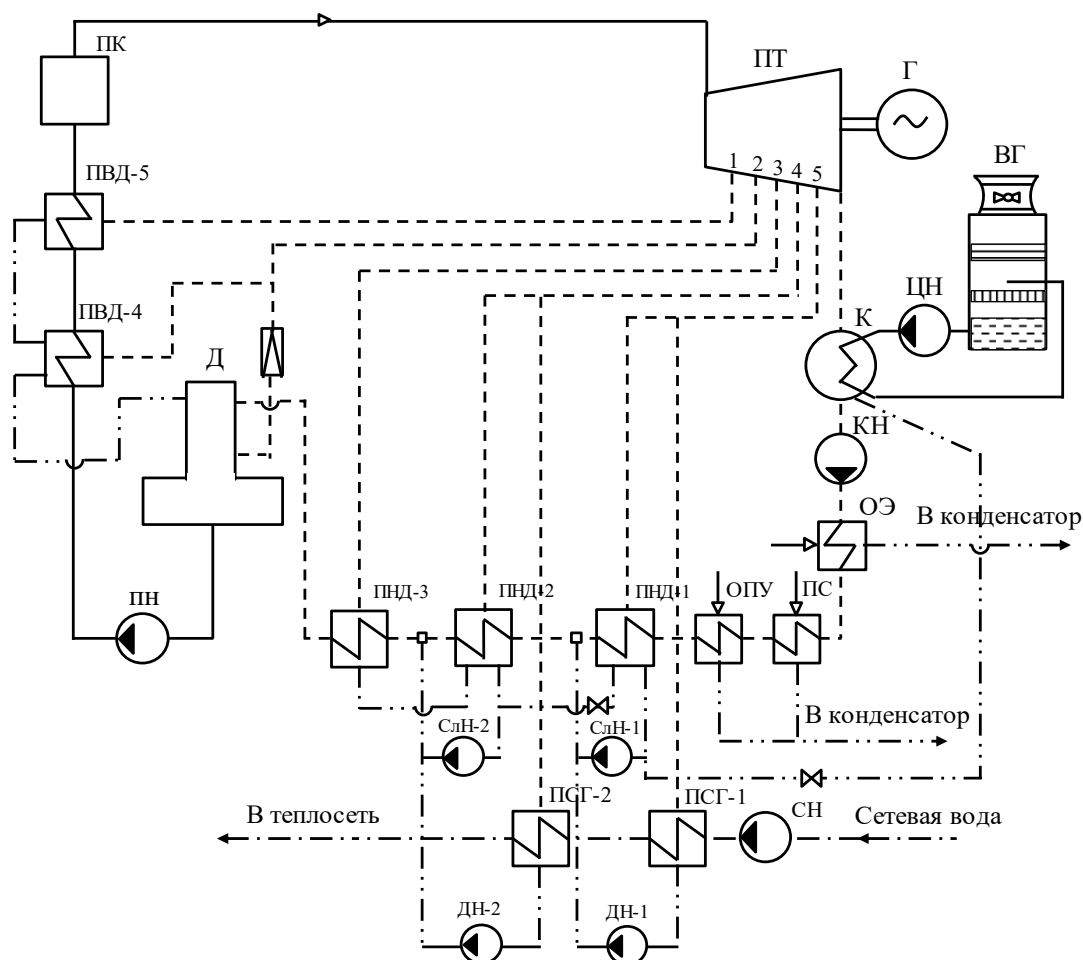 ПК
ПТ
Г
ВГ
1
2
3
4
5
ПВД-5
ЦН
К
ПВД-4
Д
КН
ОЭ
В конденсатор
ПН
ПНД-3
ПНД-2
ПНД-1
ОПУ
ПС
СлН-2
СлН-1
В конденсатор
ПСГ-2
ПСГ-1
СН
В теплосеть
Сетевая вода
ДН-2
ДН-1